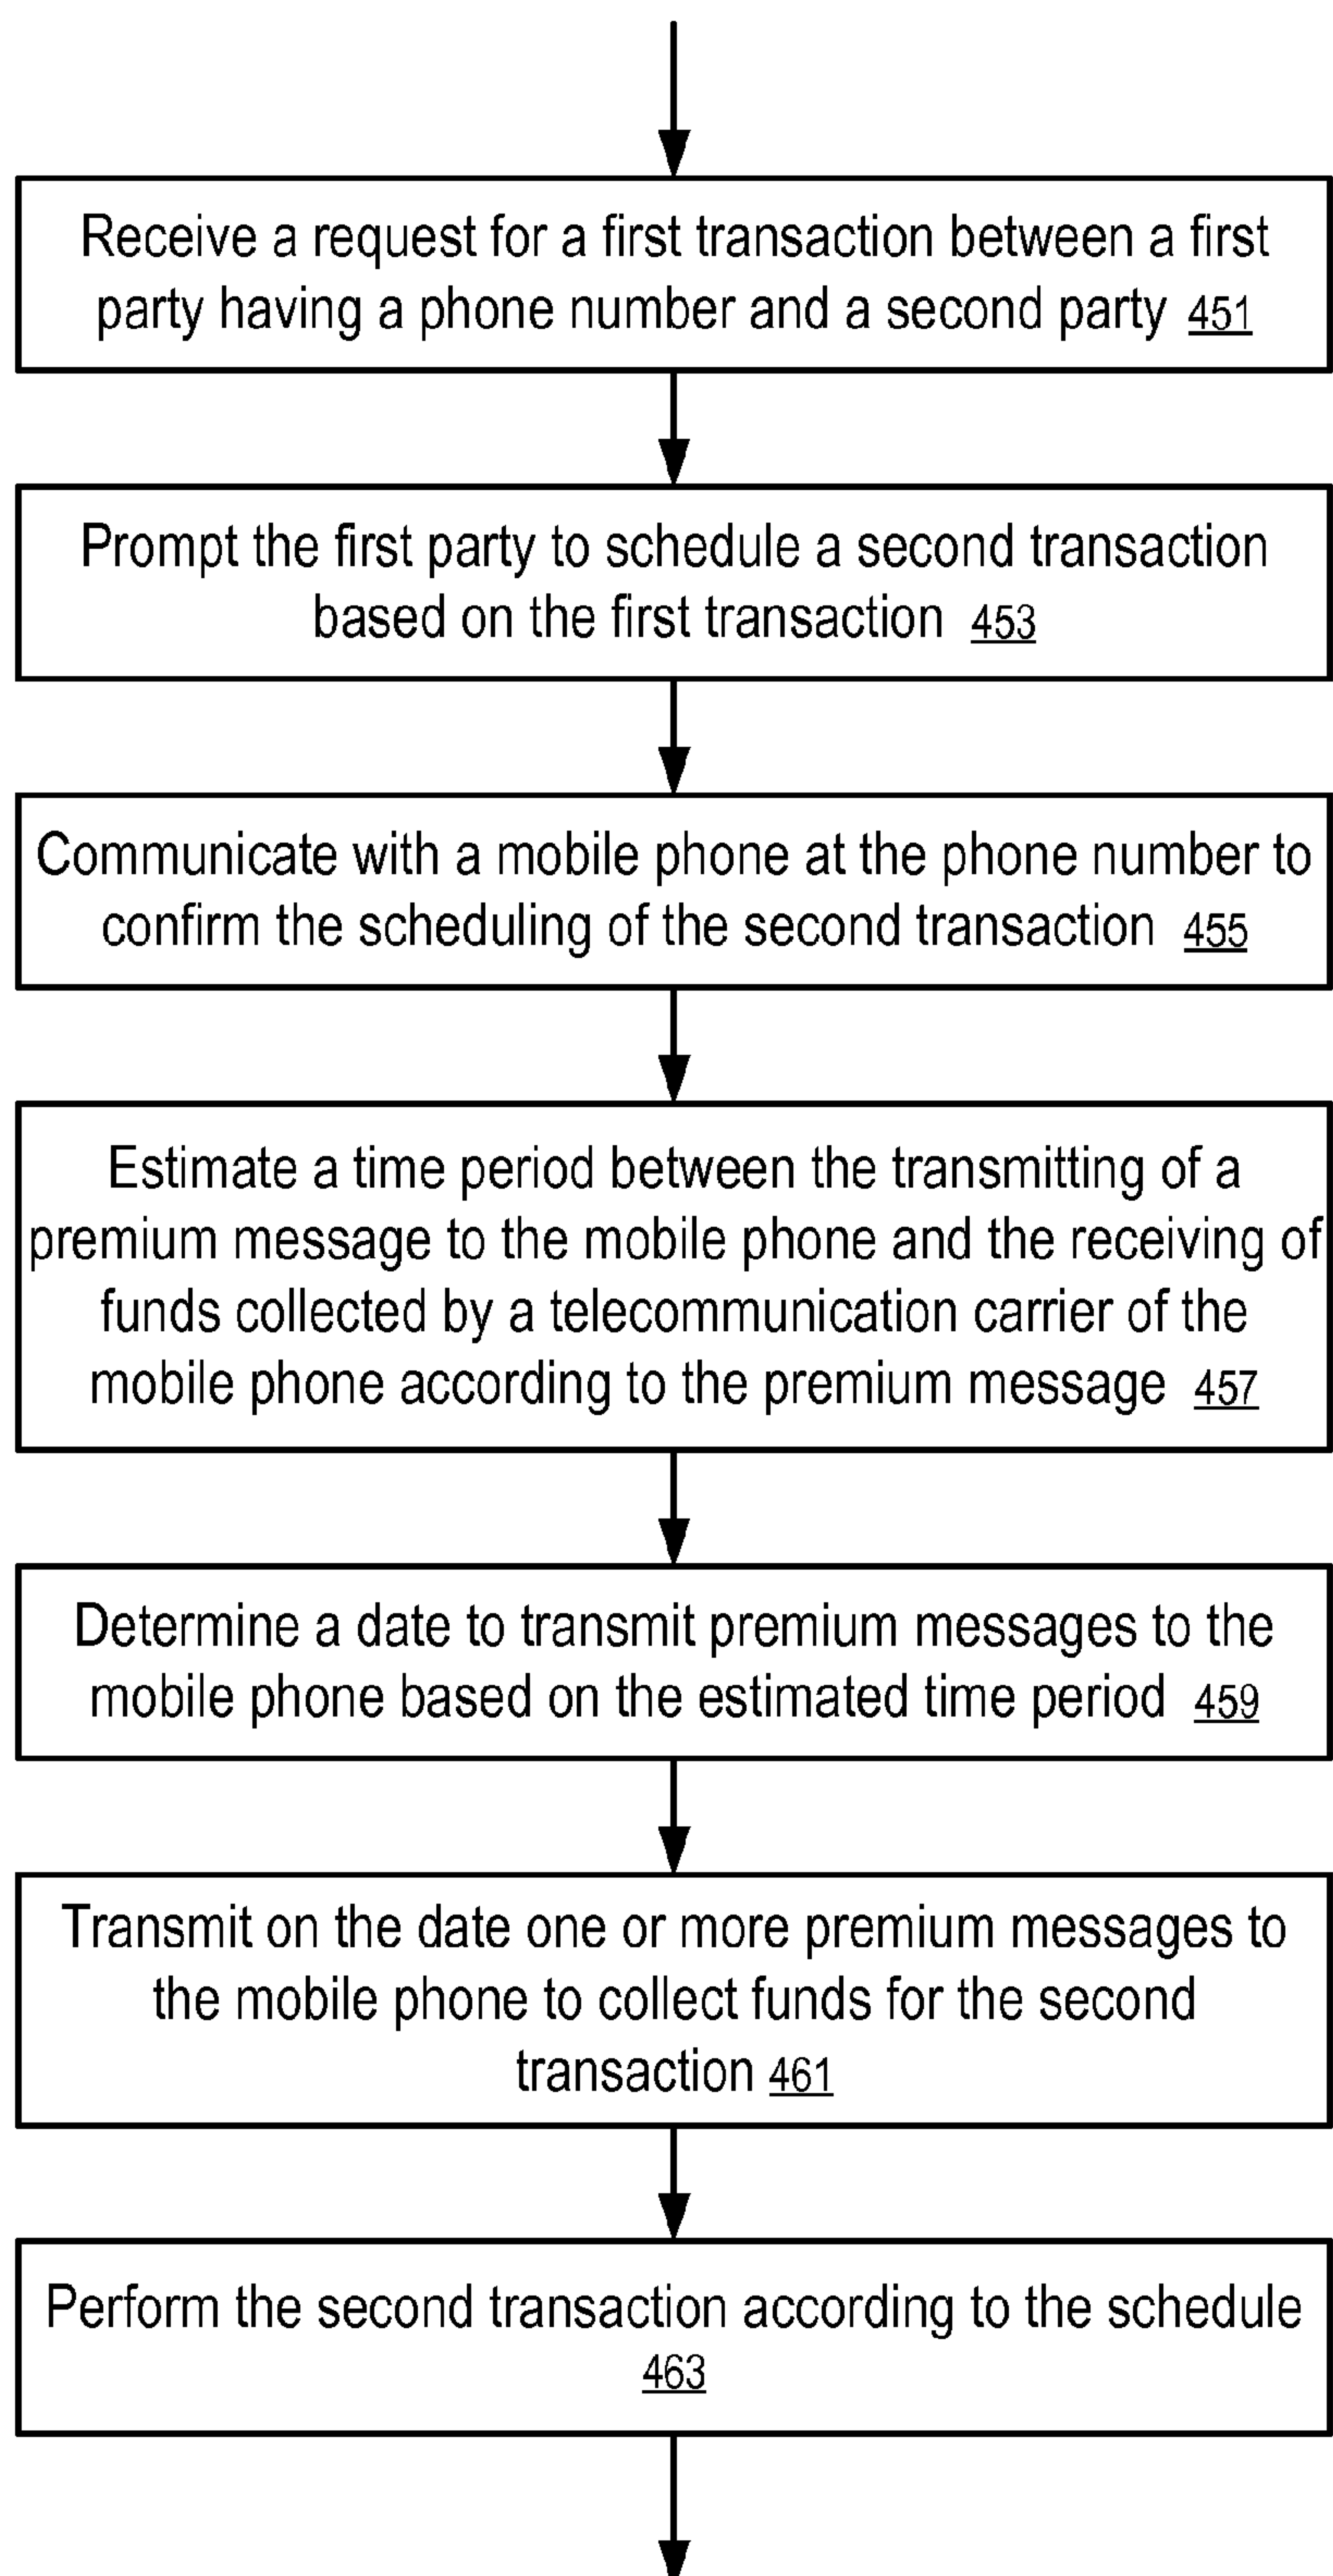 Receive a request for a first transaction between a first
party having a phone number and a second party 451
Prompt the first party to schedule a second transaction
based on the first transaction 453
Communicate with a mobile phone at the phone number to
confirm the scheduling of the second transaction 455
Estimate a time period between the transmitting of a
premium message to the mobile phone and the receiving of
funds collected by a telecommunication carrier of the
mobile phone according to the premium message 457
Determine a date to transmit premium messages to the
mobile phone based on the estimated time period 459
Transmit on the date one or more premium messages to
the mobile phone to collect funds for the second
transaction 461
Perform the second transaction according to the schedule
463